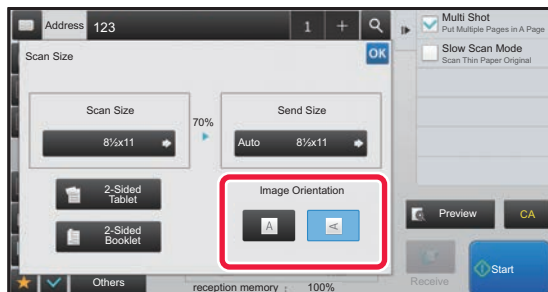 Address 123 1 +
Multi Shot
Put Multiple Pages in A Page
Scan Size OK
Slow Scan Mode
Scan Thin Paper Original
Scan Size
70%
Send Size
8½x11
Auto 8½x11
2-Sided
Tablet
Image Orientation
A A
2-Sided
Booklet
Preview CA
Others
reception memory : 100%
Receive
Start